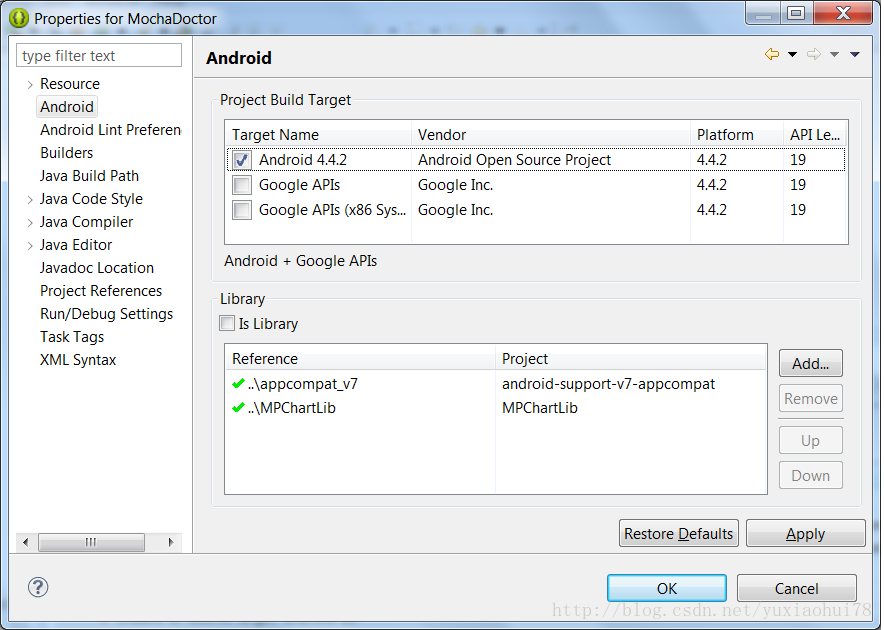 Properties for MochaDoctor
type filter text
Resource
Android
Android Lint Preferen
Builders
Java Build Path
Java Code Style
Java Compiler
Java Editor
Javadoc Location
Project References
Run/Debug Settings
Task Tags
XML Syntax
Android
Project Build Target
Target Name Vendor Platform API Le...
Android 4.4.2 Android Open Source Project 4.4.2 19
Google APIs Google Inc. 4.4.2 19
Google APIs (x86 Sys... Google Inc. 4.4.2 19
Android + Google APIs
Library
Is Library
Reference Project
..\appcompat_v7 android-support-v7-appcompat
..\MPChartLib MPChartLib
Add...
Remove
Up
Down
Restore Defaults Apply
OK Cancel
http://blog.csdn.net/yuxiaohui78